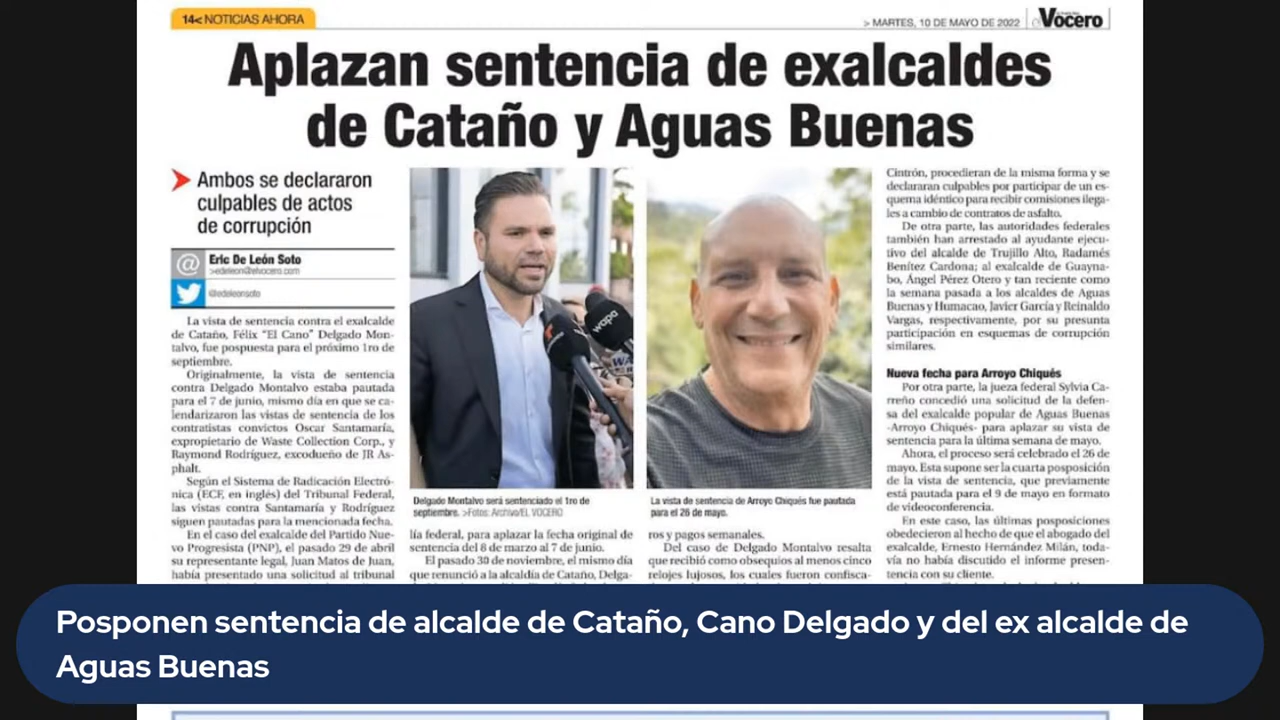 14< NOTICIAS AHORA
> MARTES, 10 DE MAYO DE 2022
Vocero
Aplazan sentencia de exalcaldes
de Cataño y Aguas Buenas
Ambos se declararon
culpables de actos
de corrupción
@
Eric De León Soto
>edeleon@elvocero.com
@edeleonsoto
La vista de sentencia contra el exalcalde
de Cataño, Félix “El Cano” Delgado Mon-
talvo, fue pospuesta para el próximo 1ro de
septiembre.
Originalmente, la vista de sentencia
contra Delgado Montalvo estaba pautada
para el 7 de junio, mismo día en que se ca-
lendarizaron las vistas de sentencia de los
contratistas convictos Oscar Santamaría,
expropietario de Waste Collection Corp., y
Raymond Rodríguez, excodueño de JR As-
phalt.
Según el Sistema de Radicación Electró-
nica (ECF, en inglés) del Tribunal Federal,
las vistas contra Santamaría y Rodríguez
siguen pautadas para la mencionada fecha.
En el caso del exalcalde del Partido Nue-
vo Progresista (PNP), el pasado 29 de abril
su representante legal, Juan Matos de Juan,
había presentado una solicitud al tribunal
wapa
Delgado Montalvo será sentenciado el 1ro de
septiembre. >Fotos: Archivo/EL VOCERO
lía federal, para aplazar la fecha original de
sentencia del 8 de marzo al 7 de junio.
El pasado 30 de noviembre, el mismo día
que renunció a la alcaldía de Cataño, Delga-
La vista de sentencia de Arroyo Chiqués fue pautada
para el 26 de mayo.
ros y pagos semanales.
Del caso de Delgado Montalvo resalta
que recibió como obsequios al menos cinco
relojes lujosos, los cuales fueron confisca-
Cintrón, procedieran de la misma forma y se
declararan culpables por participar de un es-
quema idéntico para recibir comisiones ilega-
les a cambio de contratos de asfalto.
De otra parte, las autoridades federales
también han arrestado al ayudante ejecu-
tivo del alcalde de Trujillo Alto, Radamés
Benítez Cardona; al exalcalde de Guayna-
bo, Ángel Pérez Otero y tan reciente como
la semana pasada a los alcaldes de Aguas
Buenas y Humacao, Javier García y Reinaldo
Vargas, respectivamente, por su presunta
participación en esquemas de corrupción
similares.
Nueva fecha para Arroyo Chiqués
Por otra parte, la jueza federal Sylvia Ca-
rreño concedió una solicitud de la defen-
sa del exalcalde popular de Aguas Buenas
-Arroyo Chiqués- para aplazar su vista de
sentencia para la última semana de mayo.
Ahora, el proceso será celebrado el 26 de
mayo. Esta supone ser la cuarta posposición
de la vista de sentencia, que previamente
está pautada para el 9 de mayo en formato
de videoconferencia.
En este caso, las últimas posposiciones
obedecieron al hecho de que el abogado del
exalcalde, Ernesto Hernández Milán, toda-
vía no había discutido el informe presen-
tencia con su cliente.
Posponen sentencia de alcalde de Cataño, Cano Delgado y del ex alcalde de
Aguas Buenas